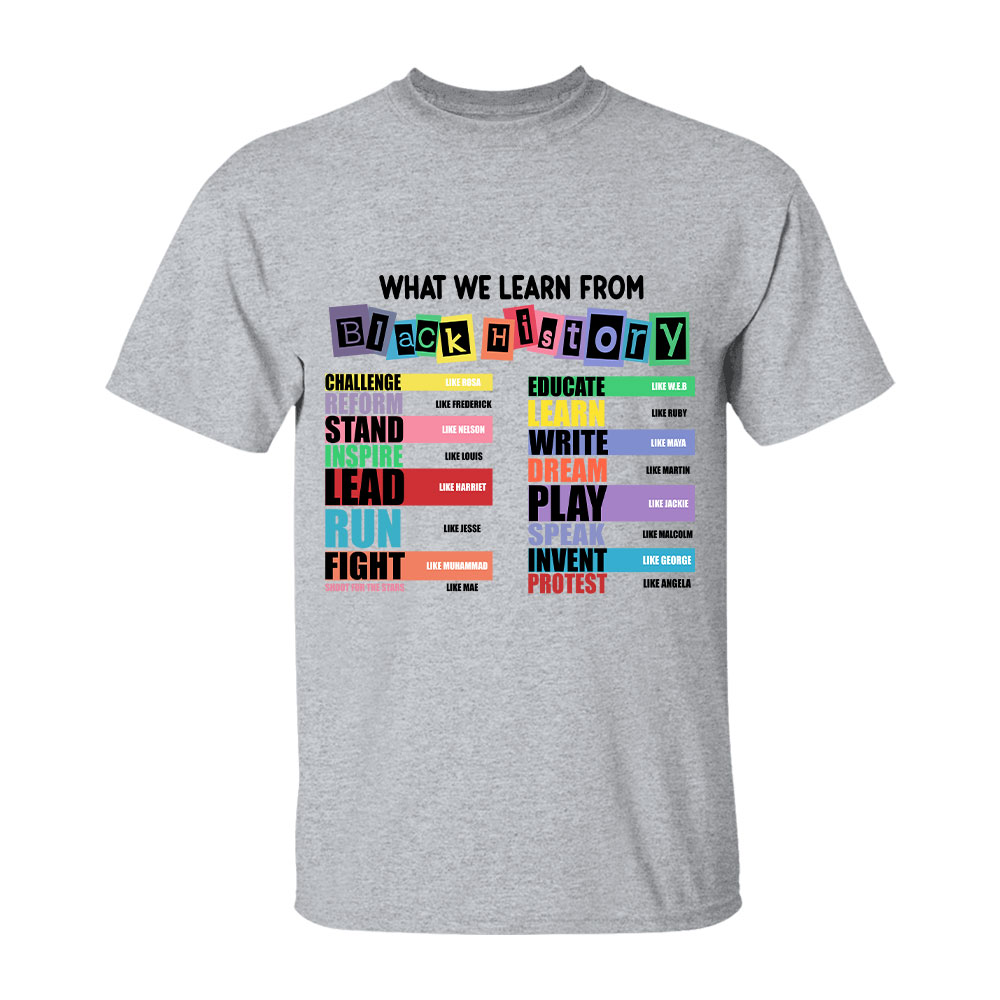 WHAT WE LEARN FROM
Black History
CHALLENGE LIKE ROSA
REFORM LIKE FREDERICK
STAND LIKE NELSON
INSPIRE LIKE LOUIS
LEAD LIKE HARRIET
RUN LIKE JESSE
FIGHT LIKE MUHAMMAD
SHOOT FOR THE STARS LIKE MAE
EDUCATE LIKE W.E.B
LEARN LIKE RUBY
WRITE LIKE MAYA
DREAM LIKE MARTIN
PLAY LIKE JACKIE
SPEAK LIKE MALCOLM
INVENT LIKE GEORGE
PROTEST LIKE ANGELA